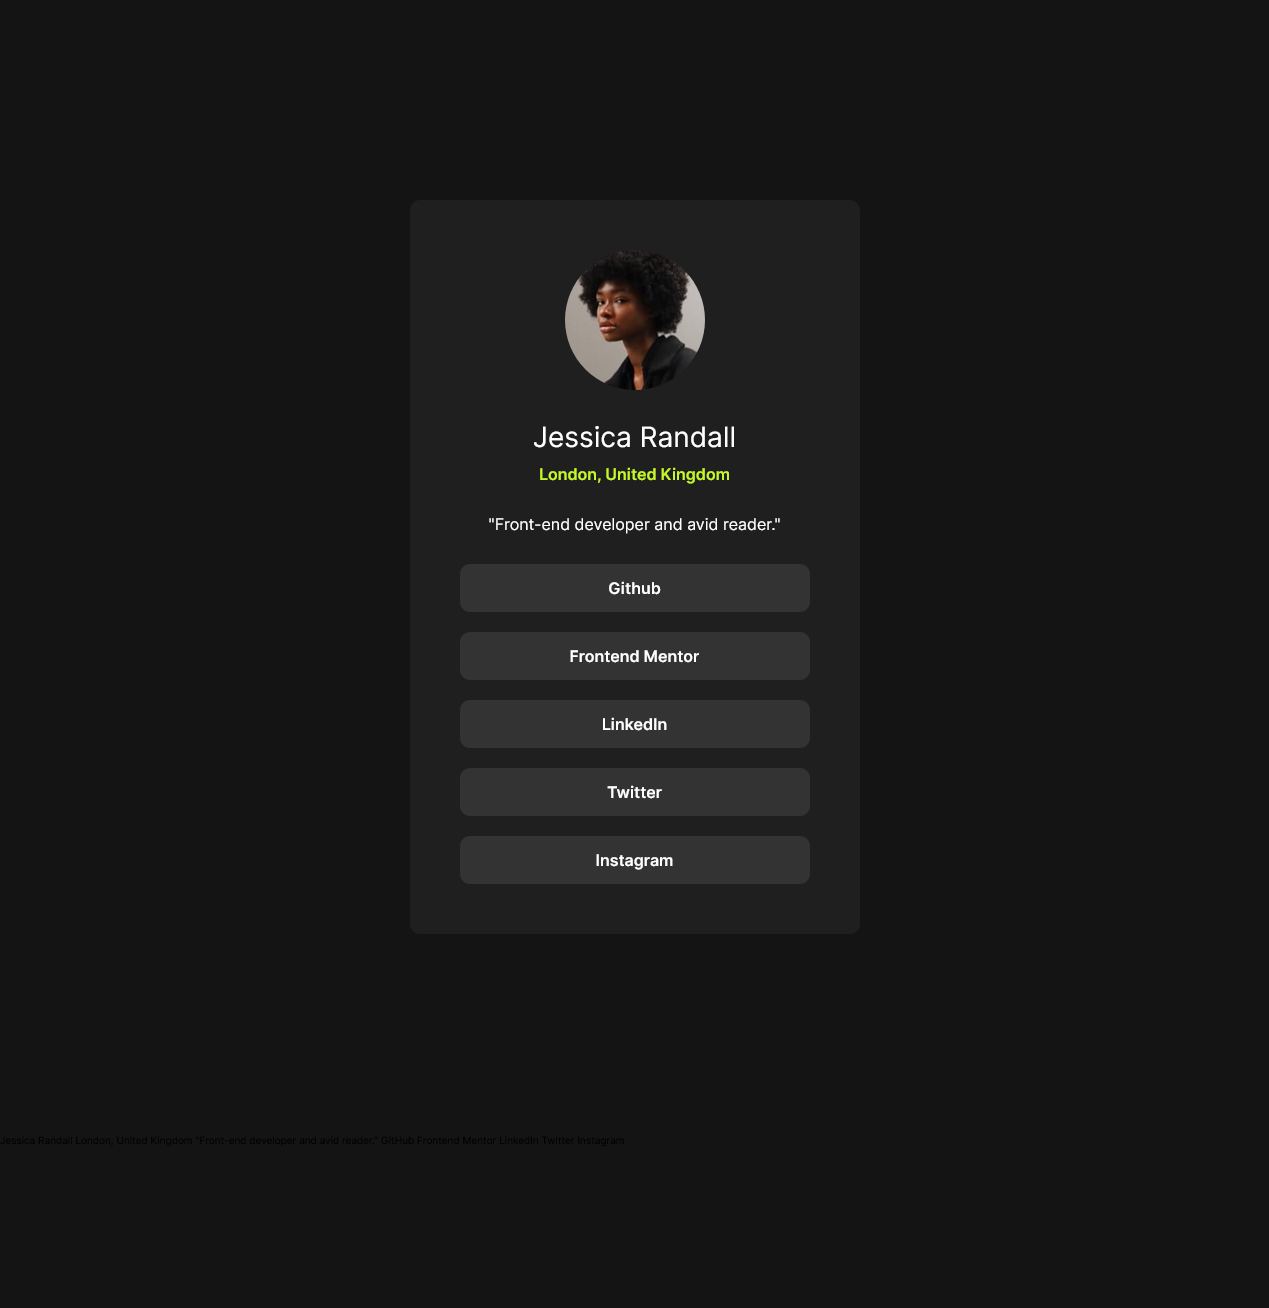 Jessica Randall
London, United Kingdom
"Front-end developer and avid reader."
Github
Frontend Mentor
LinkedIn
Twitter
Instagram
Jessica Randall London, United Kingdom "Front-end developer and avid reader." GitHub Frontend Mentor LinkedIn Twitter Instagram